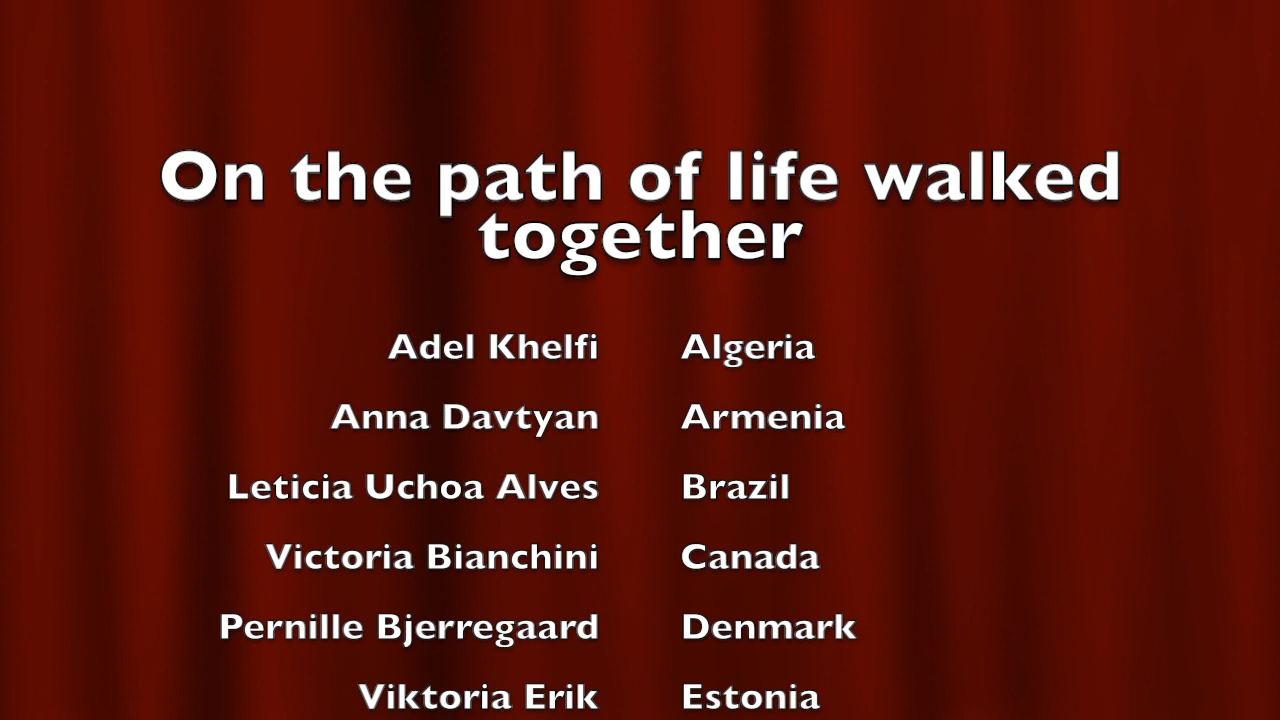 On the path of life walked
together
Adel Khelfi Algeria
Anna Davtyan Armenia
Leticia Uchoa Alves Brazil
Victoria Bianchini Canada
Pernille Bjerregaard Denmark
Viktoria Erik Estonia